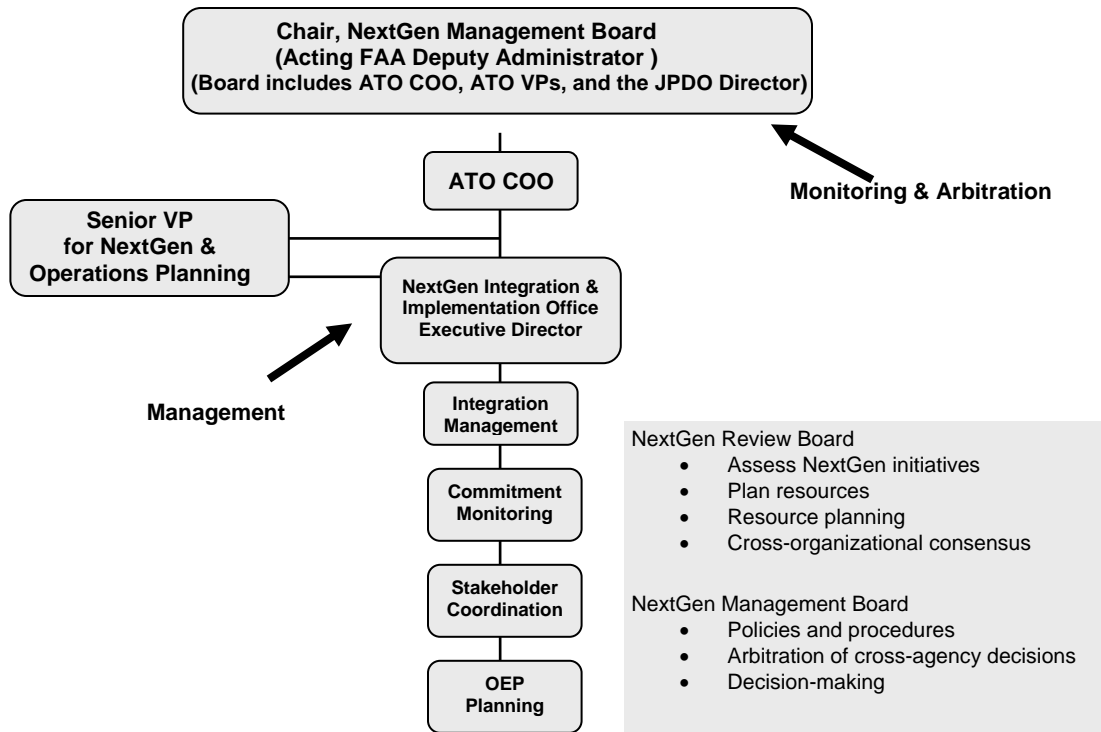 Chair, NextGen Management Board
(Acting FAA Deputy Administrator )
(Board includes ATO COO, ATO VPs, and the JPDO Director)
ATO COO
Monitoring & Arbitration
Senior VP
for NextGen &
Operations Planning
NextGen Integration &
Implementation Office
Executive Director
Management
Integration
Management
Commitment
Monitoring
Stakeholder
Coordination
OEP
Planning
NextGen Review Board
• Assess NextGen initiatives
• Plan resources
• Resource planning
• Cross-organizational consensus
NextGen Management Board
• Policies and procedures
• Arbitration of cross-agency decisions
• Decision-making